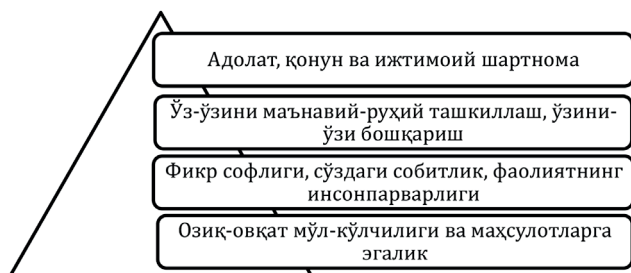 Адолат, қонун ва ижтимоий шартнома
Ўз-ўзини маънавий-руҳий ташкиллаш, ўзини-
ўзи бошқариш
Фикр софлиги, сўздаги собитлик, фаолиятнинг
инсонпарварлиги
Озиқ-овқат мўл-кўлчилиги ва маҳсулотларга
эгалик